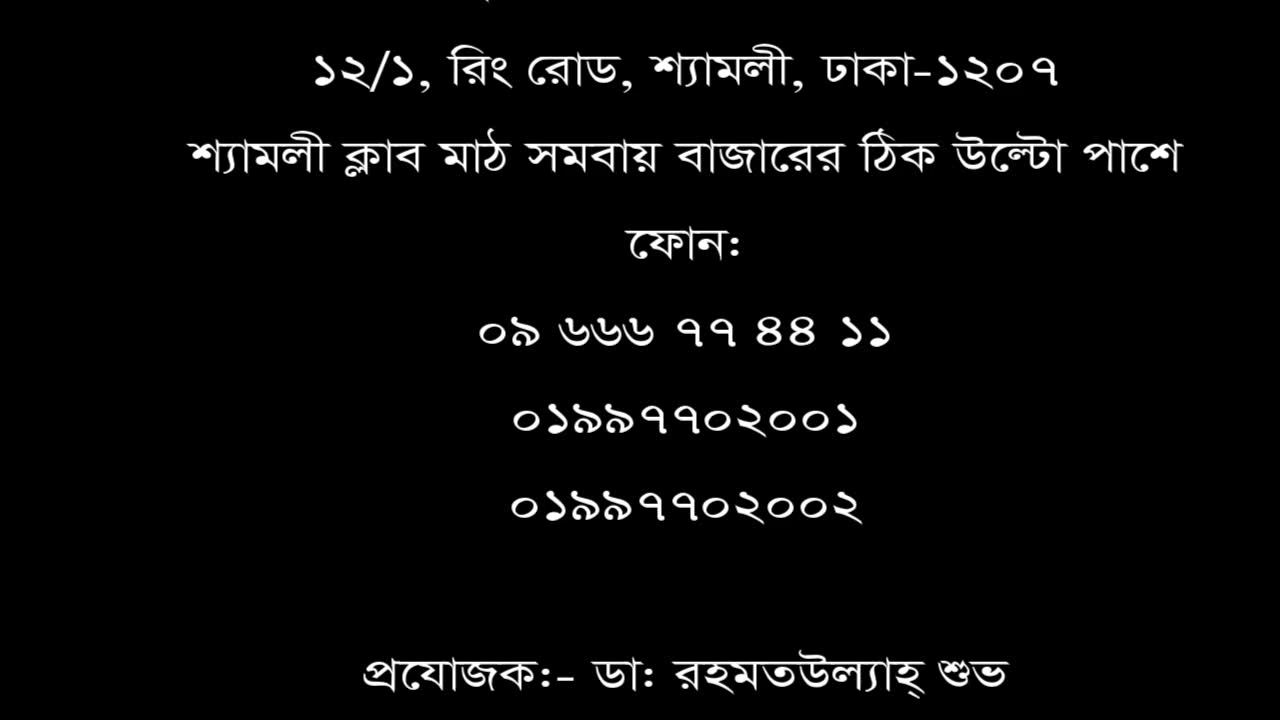 ১২/১, রিং রোড, শ্যামলী, ঢাকা-১২০৭
শ্যামলী ক্লাব মাঠ সমবায় বাজারের ঠিক উল্টো পাশে
ফোন:
০৯ ৬৬৬ ৭৭ ৪৪ ১১
০১৯৯৭৭০২০০১
০১৯৯৭৭০২০০২
প্রযোজক:- ডা: রহমতউল্যাহ্ শুভ